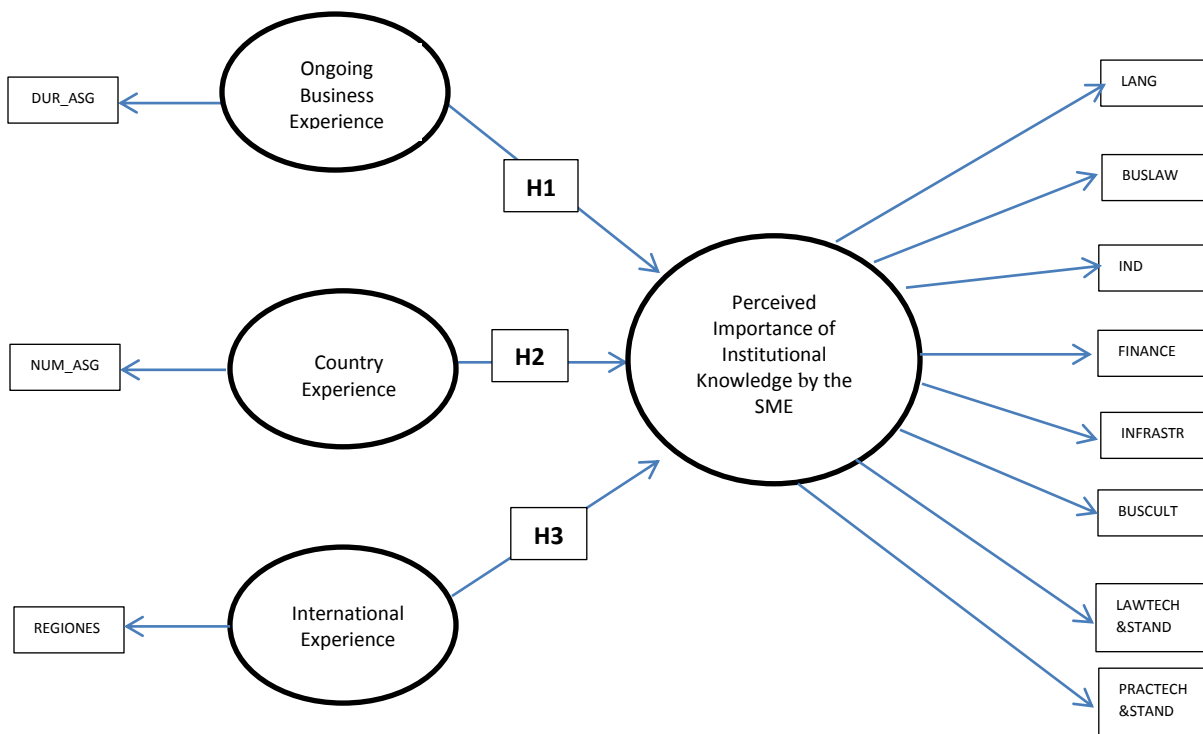 Ongoing
Business
Experience
DUR_ASG
H1
Country
Experience
NUM_ASG
H2
International
Experience
REGIONES
H3
Perceived
Importance of
Institutional
Knowledge by the
SME
LANG
BUSLAW
IND
FINANCE
INFRASTR
BUSCULT
LAWTECH
&STAND
PRACTECH
&STAND